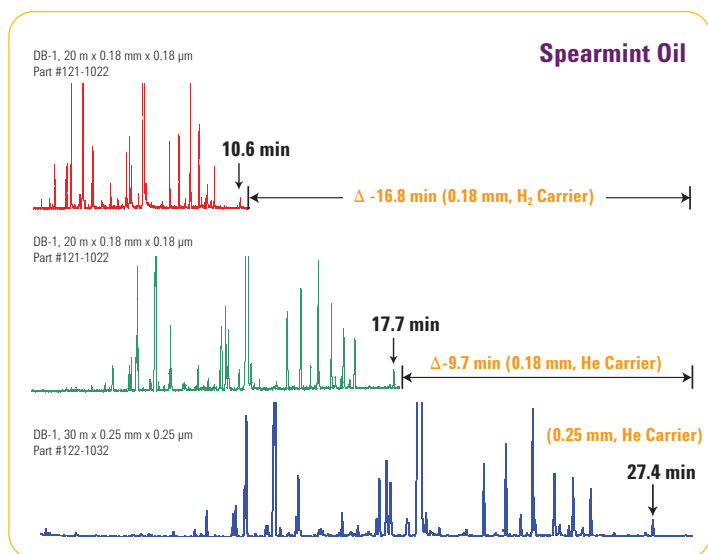 Spearmint Oil
DB-1, 20 m x 0.18 mm x 0.18 µm
Part #121-1022
10.6 min
Δ -16.8 min (0.18 mm, H₂ Carrier)
DB-1, 20 m x 0.18 mm x 0.18 µm
Part #121-1022
17.7 min
Δ-9.7 min (0.18 mm, He Carrier)
DB-1, 30 m x 0.25 mm x 0.25 µm
Part #122-1032
(0.25 mm, He Carrier)
27.4 min